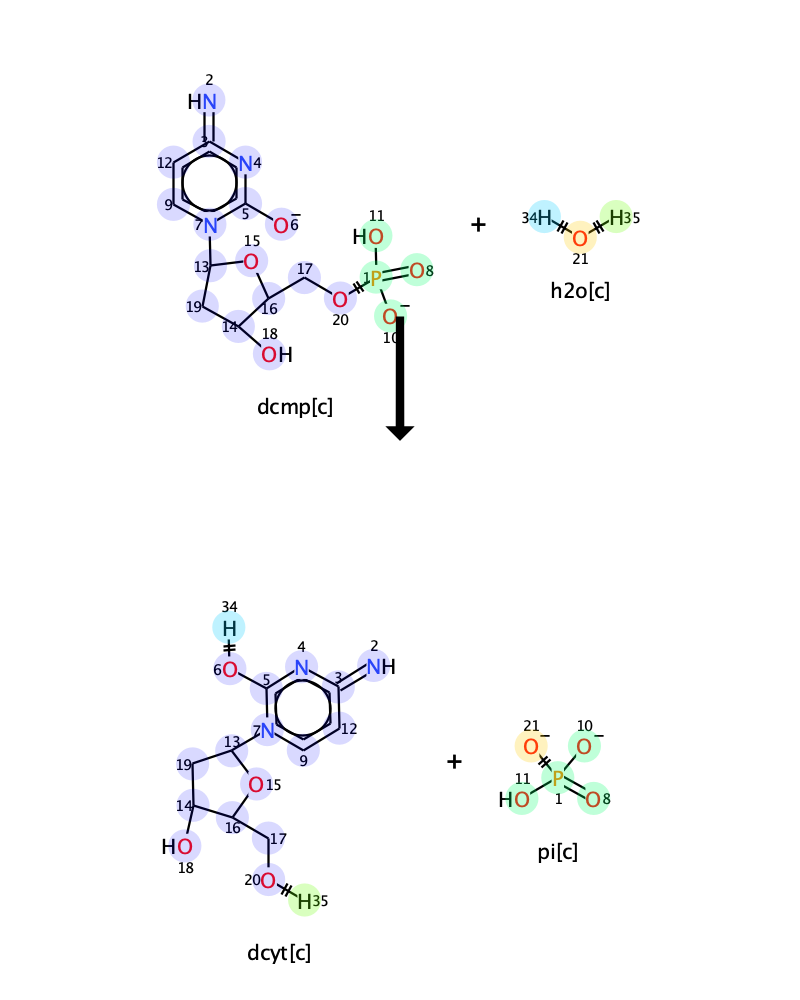 2
HN
3
12
N4
9
7N
5
O6
−
13
15
O
17
11
HO
P
1
O8
19
14
16
O
20
O
−
10
18
OH
dcmp[c]
+
34H
H35
O
21
h2o[c]
34
H
6O
4
2
N
NH
5
3
7N
12
13
9
19
O15
14
16
17
HO
18
20O
H35
dcyt[c]
+
21
10
O
−
O
−
11
P
HO
1
O8
pi[c]